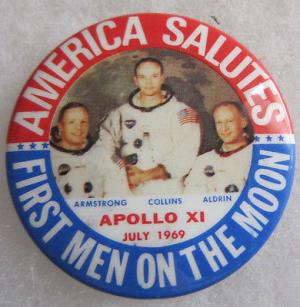 AMERICA SALUTES
ARMSTRONG COLLINS ALDRIN
APOLLO XI
JULY 1969
FIRST MEN ON THE MOON